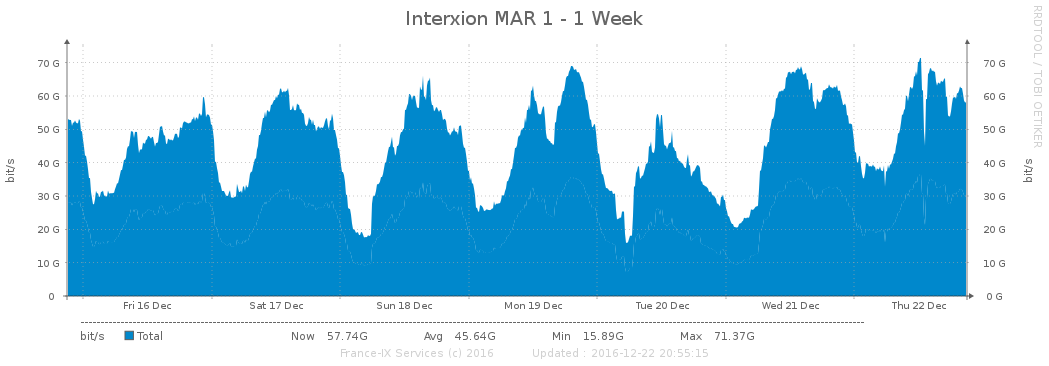 Interxion MAR 1 - 1 Week
RRDTOOL / TOBI OETIKER
bit/s
bit/s
70 G 70 G
60 G 60 G
50 G 50 G
40 G 40 G
30 G 30 G
20 G 20 G
10 G 10 G
0 0 G
Fri 16 Dec Sat 17 Dec Sun 18 Dec Mon 19 Dec Tue 20 Dec Wed 21 Dec Thu 22 Dec
bit/s Total Now 57.74G Avg 45.64G Min 15.89G Max 71.37G
France-IX Services (c) 2016 Updated : 2016-12-22 20:55:15